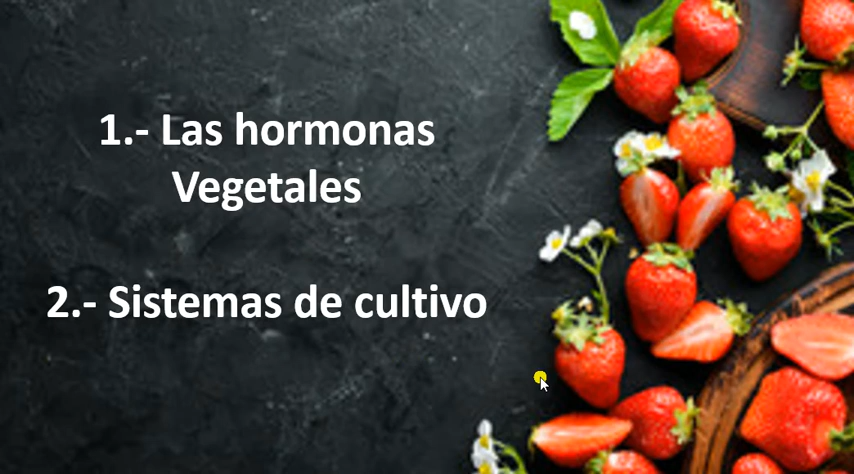 1.- Las hormonas
Vegetales
2.- Sistemas de cultivo